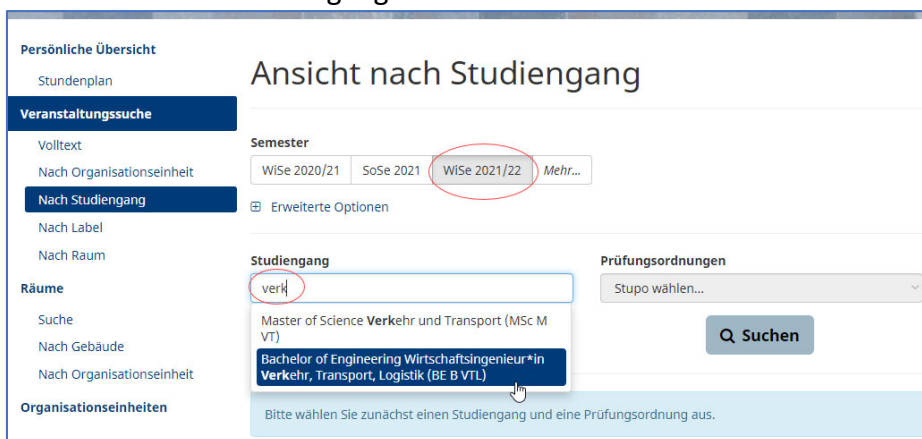 Persönliche Übersicht
Stundenplan
Veranstaltungssuche
Volltext
Nach Organisationseinheit
Nach Studiengang
Nach Label
Nach Raum
Räume
Suche
Nach Gebäude
Nach Organisationseinheit
Organisationseinheiten
Ansicht nach Studiengang
Semester
WiSe 2020/21 SoSe 2021 WiSe 2021/22 Mehr...
Erweiterte Optionen
Studiengang
verk
Master of Science Verkehr und Transport (MSc M
VT)
Bachelor of Engineering Wirtschaftsingenieur*in
Verkehr, Transport, Logistik (BE B VTL)
Prüfungsordnungen
Stupo wählen...
Suchen
Bitte wählen Sie zunächst einen Studiengang und eine Prüfungsordnung aus.